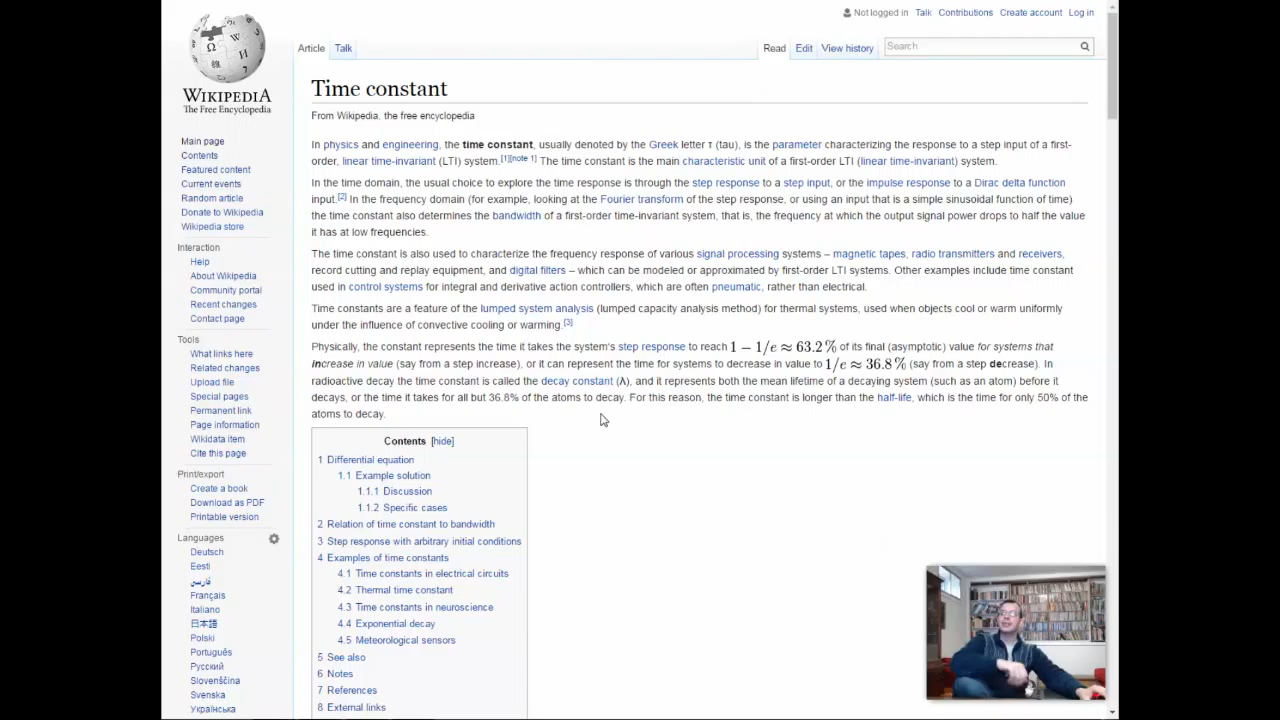 Not logged in Talk Contributions Create account Log in
Article Talk Read Edit View history Search
WIKIPEDIA
The Free Encyclopedia
Main page
Contents
Featured content
Current events
Random article
Donate to Wikipedia
Wikipedia store
Interaction
Help
About Wikipedia
Community portal
Recent changes
Contact page
Tools
What links here
Related changes
Upload file
Special pages
Permanent link
Page information
Wikidata item
Cite this page
Print/export
Create a book
Download as PDF
Printable version
Languages
Deutsch
Eesti
فارسی
Français
Italiano
日本語
Polski
Português
Русский
Slovenščina
Svenska
Українська
Time constant
From Wikipedia, the free encyclopedia
In physics and engineering, the time constant, usually denoted by the Greek letter τ (tau), is the parameter characterizing the response to a step input of a first-
order, linear time-invariant (LTI) system.[1][note 1] The time constant is the main characteristic unit of a first-order LTI (linear time-invariant) system.
In the time domain, the usual choice to explore the time response is through the step response to a step input, or the impulse response to a Dirac delta function
input.[2] In the frequency domain (for example, looking at the Fourier transform of the step response, or using an input that is a simple sinusoidal function of time)
the time constant also determines the bandwidth of a first-order time-invariant system, that is, the frequency at which the output signal power drops to half the value
it has at low frequencies.
The time constant is also used to characterize the frequency response of various signal processing systems – magnetic tapes, radio transmitters and receivers,
record cutting and replay equipment, and digital filters – which can be modeled or approximated by first-order LTI systems. Other examples include time constant
used in control systems for integral and derivative action controllers, which are often pneumatic, rather than electrical.
Time constants are a feature of the lumped system analysis (lumped capacity analysis method) for thermal systems, used when objects cool or warm uniformly
under the influence of convective cooling or warming.[3]
Physically, the constant represents the time it takes the system's step response to reach 1 − 1/e ≈ 63.2 % of its final (asymptotic) value for systems that
increase in value (say from a step increase), or it can represent the time for systems to decrease in value to 1/e ≈ 36.8 % (say from a step decrease). In
radioactive decay the time constant is called the decay constant (λ), and it represents both the mean lifetime of a decaying system (such as an atom) before it
decays, or the time it takes for all but 36.8% of the atoms to decay. For this reason, the time constant is longer than the half-life, which is the time for only 50% of the
atoms to decay.
Contents [hide]
1 Differential equation
1.1 Example solution
1.1.1 Discussion
1.1.2 Specific cases
2 Relation of time constant to bandwidth
3 Step response with arbitrary initial conditions
4 Examples of time constants
4.1 Time constants in electrical circuits
4.2 Thermal time constant
4.3 Time constants in neuroscience
4.4 Exponential decay
4.5 Meteorological sensors
5 See also
6 Notes
7 References
8 External links